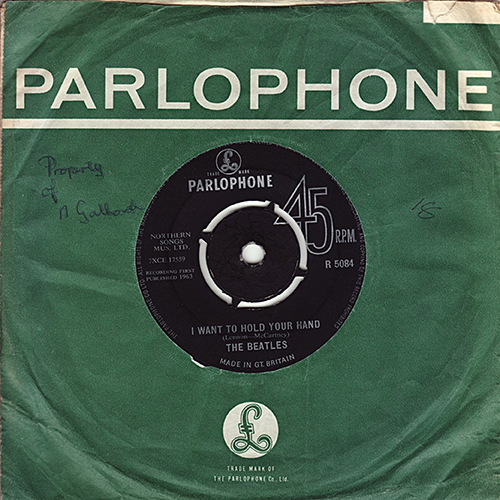 PARLOPHONE
Property
of
TRADE MARK
PARLOPHONE
45 R.P.M.
NORTHERN
SONGS
MUS. LTD.
7XCE 17559
R 5084
RECORDING FIRST
PUBLISHED 1963
I WANT TO HOLD YOUR HAND
(Lennon—McCartney)
THE BEATLES
MADE IN GT. BRITAIN
£
TRADE MARK OF
THE PARLOPHONE Co., Ltd.